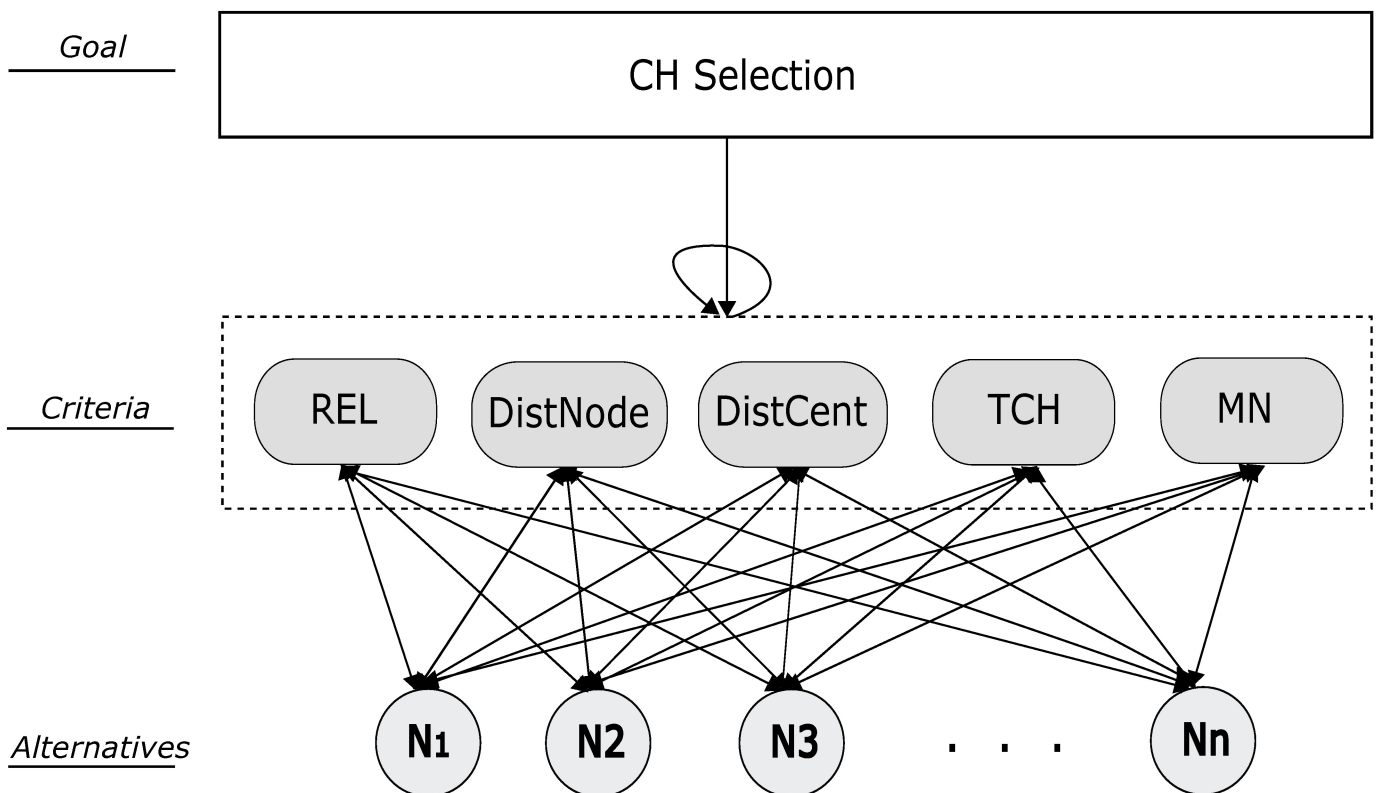 Goal
CH Selection
Criteria
REL
DistNode
DistCent
TCH
MN
Alternatives
N1
N2
N3
. . .
Nn